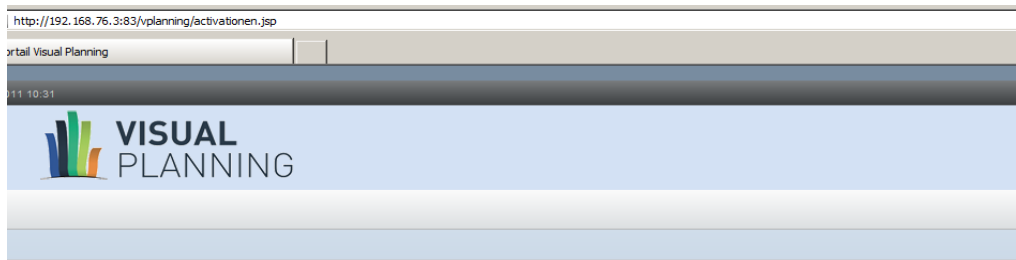 http://192.168.76.3:83/vplanning/activationen.jsp
ortail Visual Planning
011 10:31
VISUAL
PLANNING